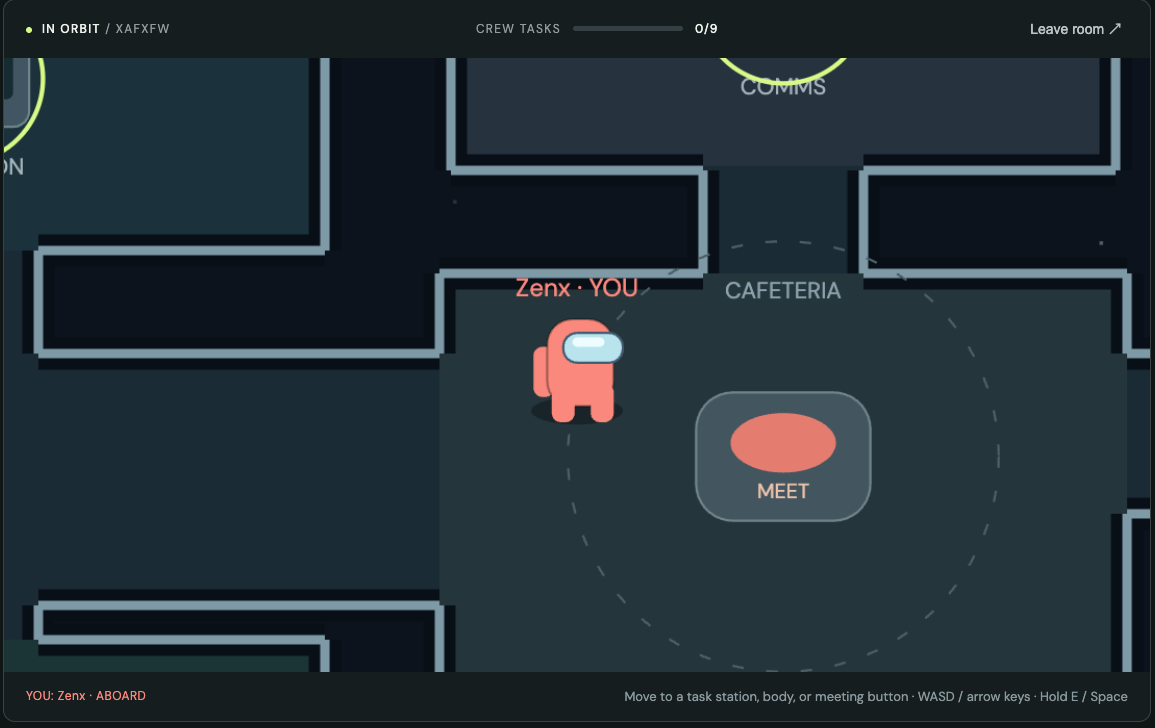 IN ORBIT / XAFXFW
CREW TASKS 0/9
Leave room ↗
COMMS
ON
Zenx · YOU
CAFETERIA
MEET
YOU: Zenx · ABOARD
Move to a task station, body, or meeting button · WASD / arrow keys · Hold E / Space